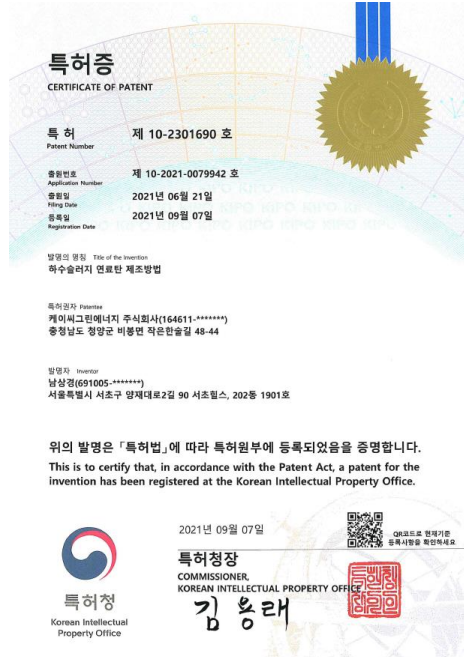 특허증
CERTIFICATE OF PATENT
특 허 제 10-2301690 호
Patent Number
출원번호 제 10-2021-0079942 호
Application Number
출원일 2021년 06월 21일
Filing Date
등록일 2021년 09월 07일
Registration Date
발명의 명칭 Title of the Invention
하수슬러지 연료탄 제조방법
특허권자 Patentee
케이씨그린에너지 주식회사(164611-*******)
충청남도 청양군 비봉면 작은한술길 48-44
발명자 Inventor
남상경(691005-*******)
서울특별시 서초구 양재대로2길 90 서초힐스, 202동 1901호
위의 발명은 「특허법」에 따라 특허원부에 등록되었음을 증명합니다.
This is to certify that, in accordance with the Patent Act, a patent for the
invention has been registered at the Korean Intellectual Property Office.
2021년 09월 07일
QR코드로 현재기준
등록사항을 확인하세요
특허청장
COMMISSIONER,
KOREAN INTELLECTUAL PROPERTY OFFICE
김용래
특허청
Korean Intellectual
Property Office